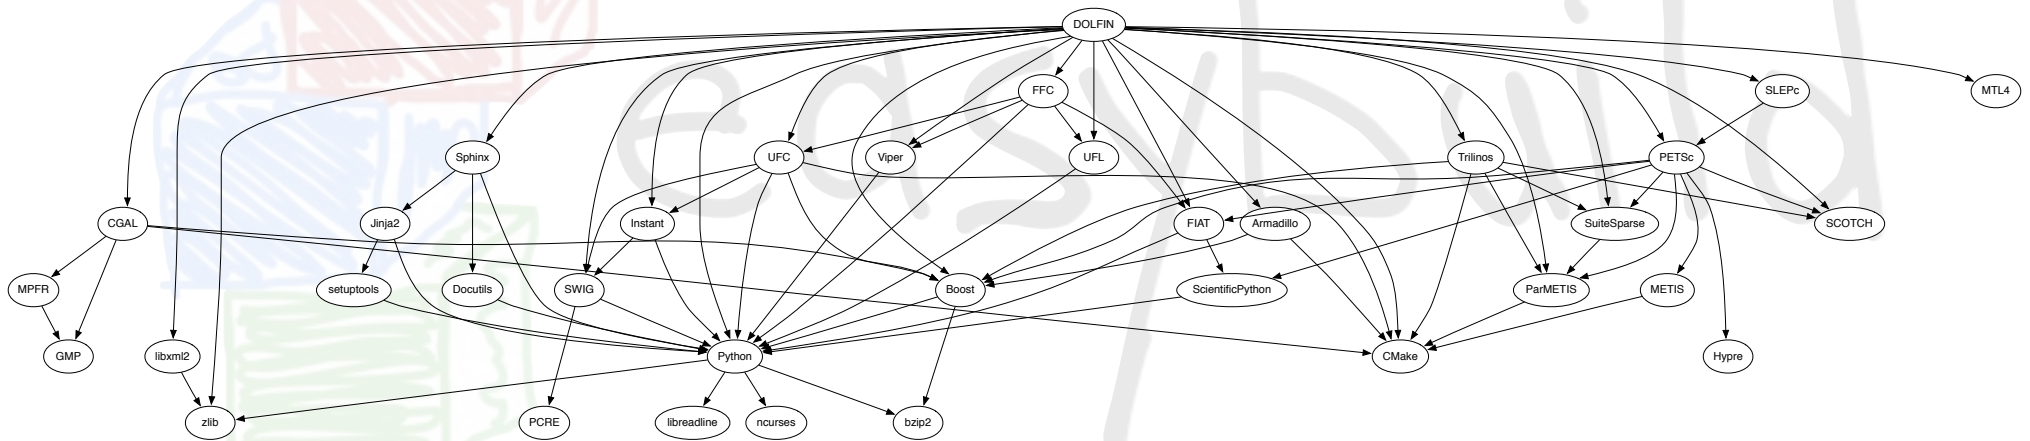 DOLFIN
FFC
SLEPc
MTL4
Sphinx
UFC
Viper
UFL
Trilinos
PETSc
CGAL
Jinja2
Instant
FIAT
Armadillo
SuiteSparse
SCOTCH
MPFR
setuptools
Docutils
SWIG
Boost
ScientificPython
ParMETIS
METIS
GMP
libxml2
Python
CMake
Hypre
zlib
PCRE
libreadline
ncurses
bzip2
easybuild